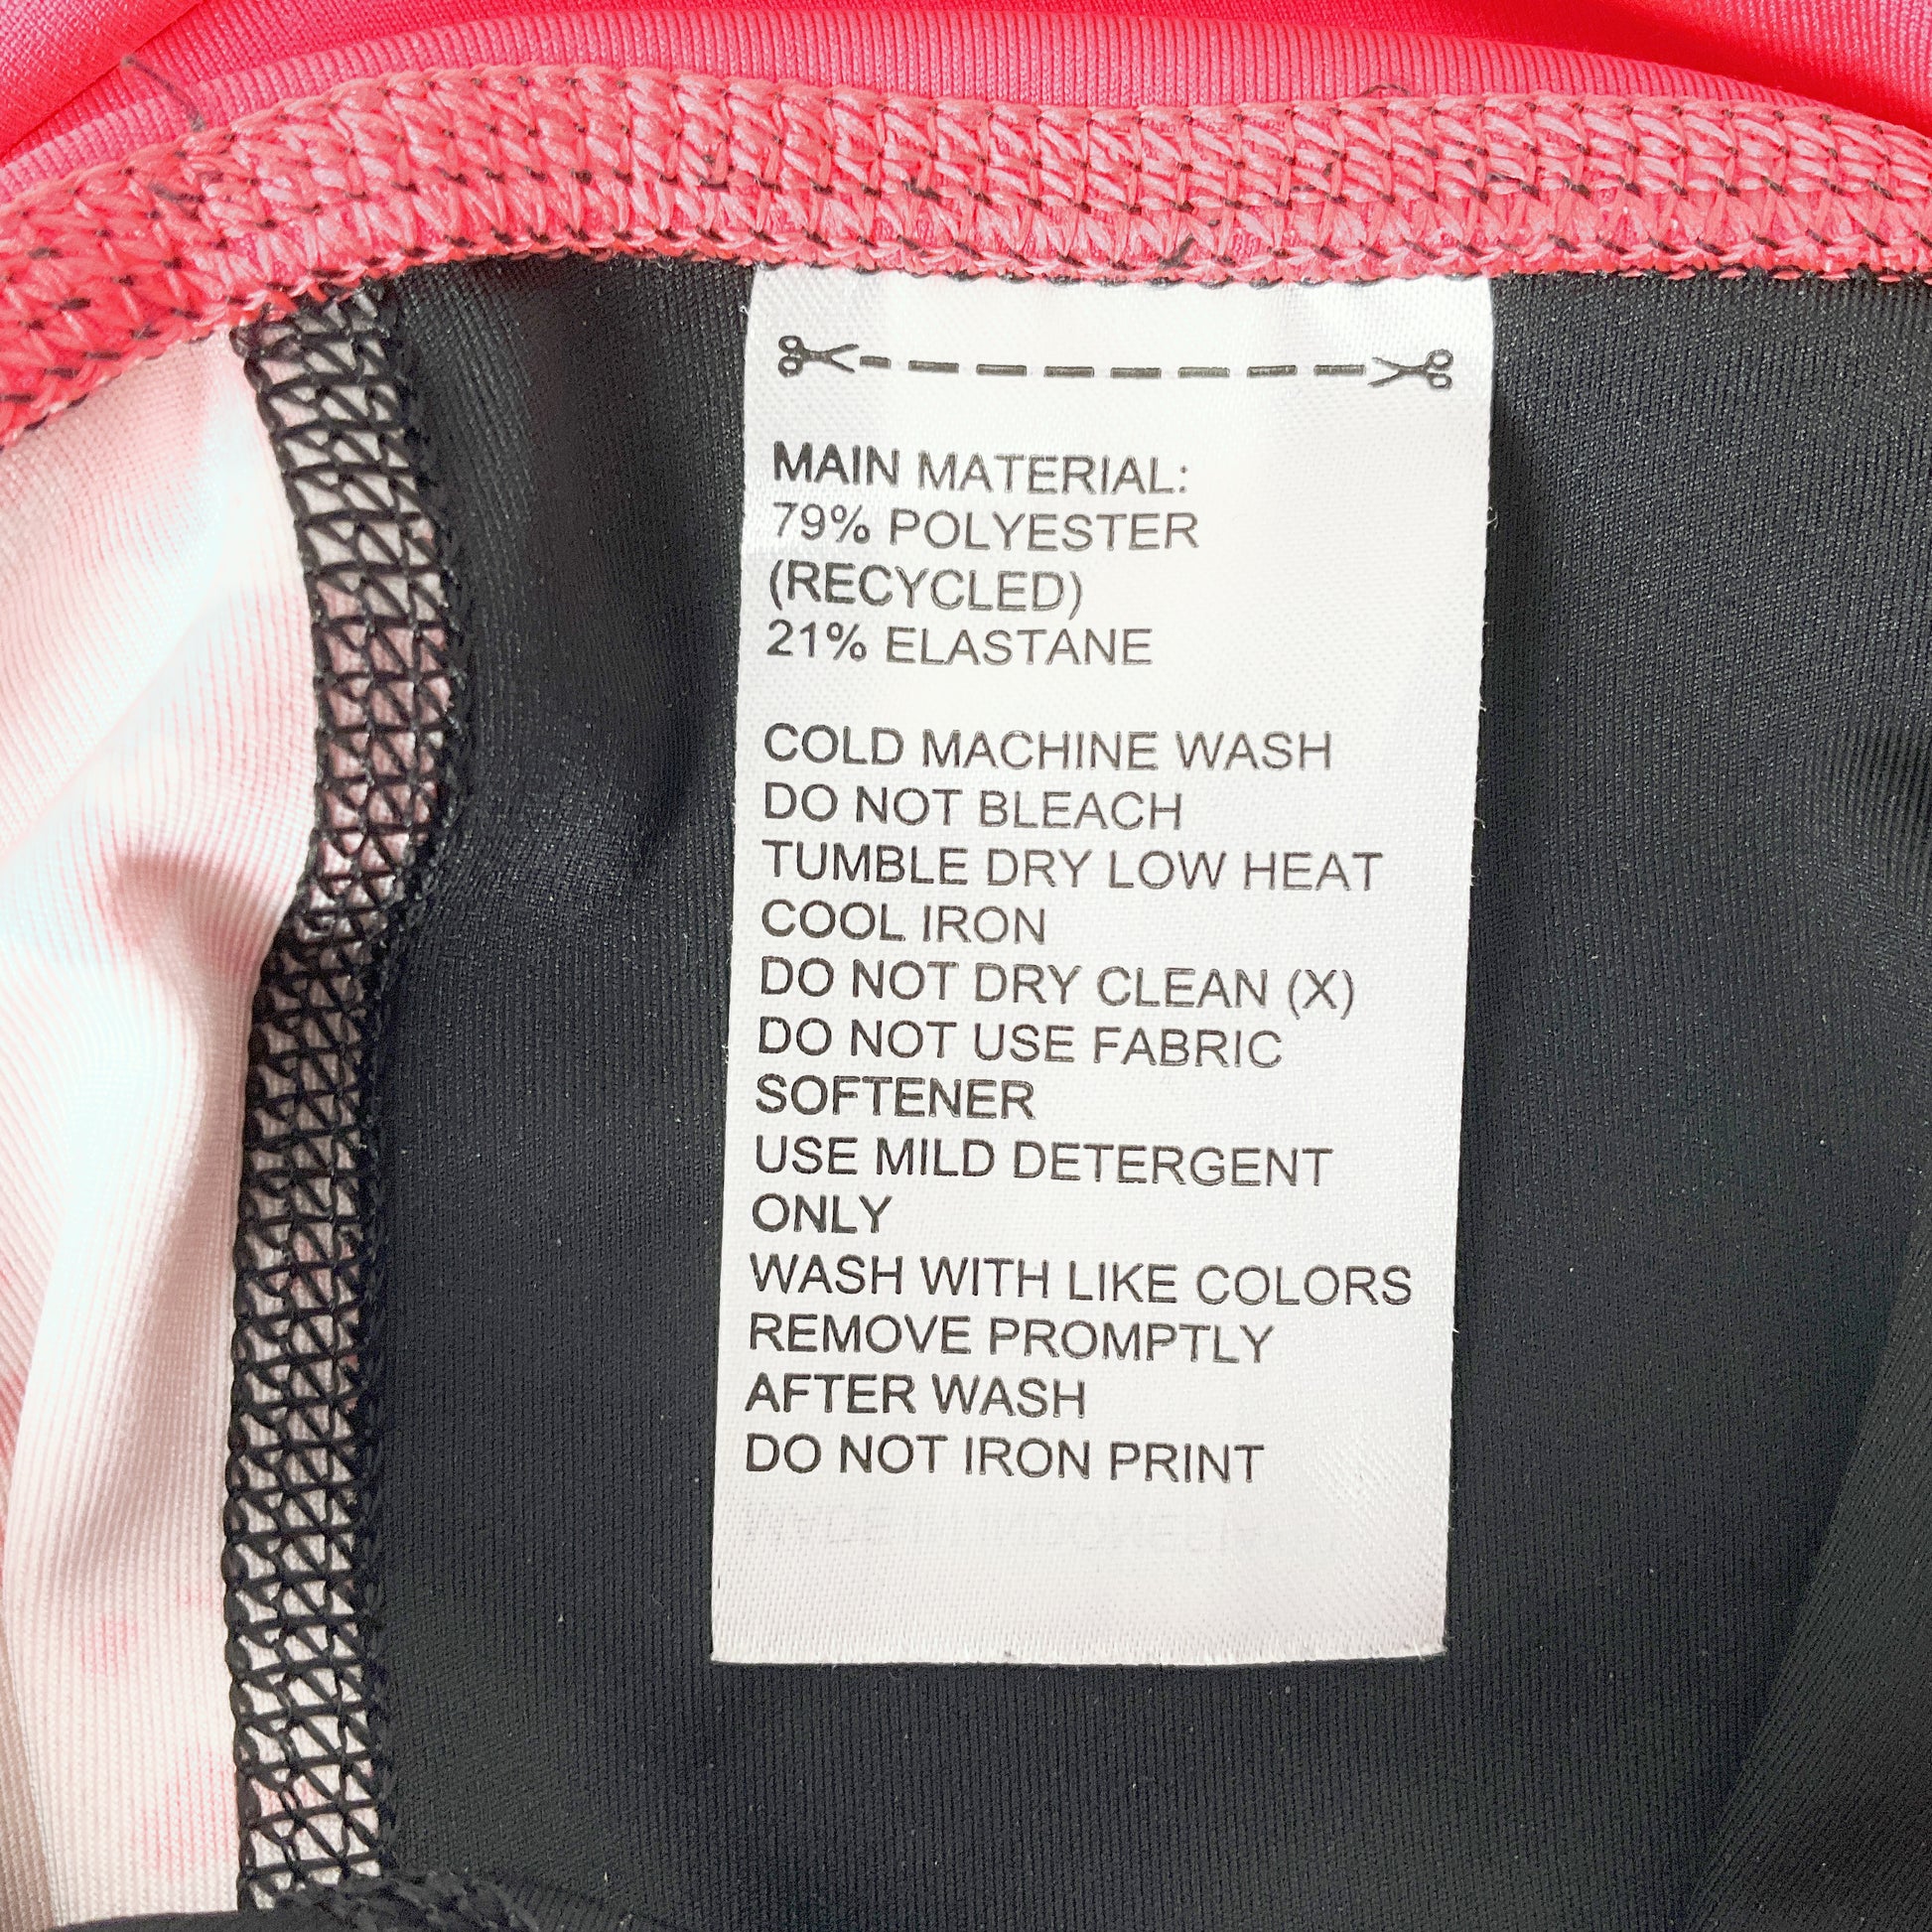 MAIN MATERIAL:
79% POLYESTER
(RECYCLED)
21% ELASTANE
COLD MACHINE WASH
DO NOT BLEACH
TUMBLE DRY LOW HEAT
COOL IRON
DO NOT DRY CLEAN (X)
DO NOT USE FABRIC
SOFTENER
USE MILD DETERGENT
ONLY
WASH WITH LIKE COLORS
REMOVE PROMPTLY
AFTER WASH
DO NOT IRON PRINT